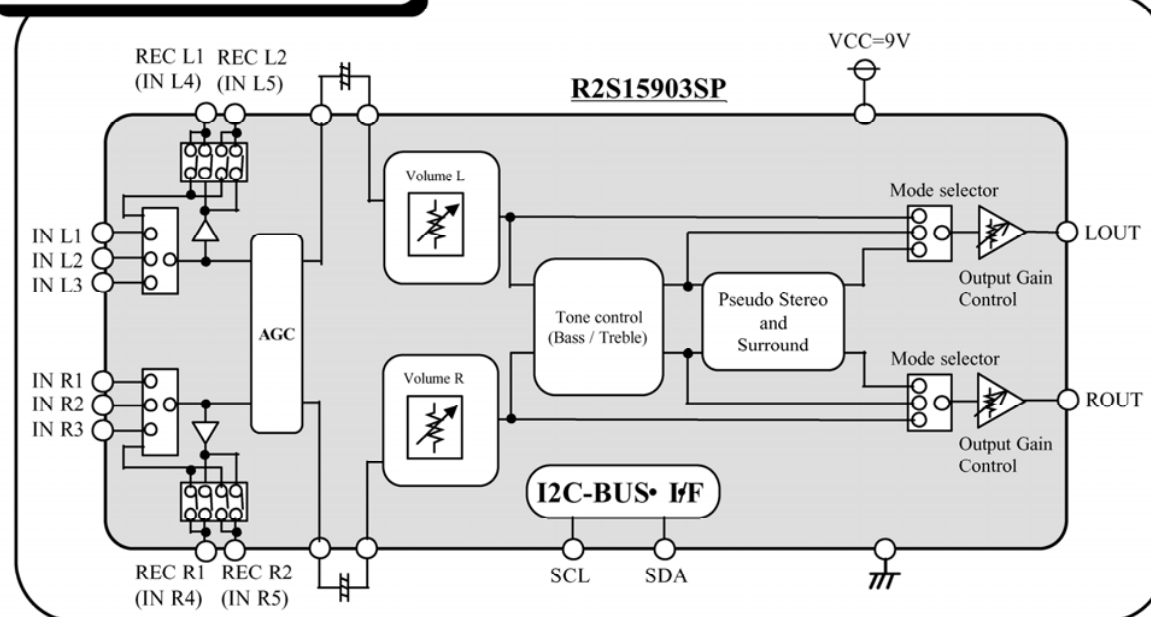 REC L1 REC L2
(IN L4) (IN L5)
VCC=9V
R2S15903SP
Volume L
Mode selector
IN L1
IN L2
IN L3
LOUT
Output Gain
Control
Tone control
(Bass / Treble)
Pseudo Stereo
and
Surround
AGC
Mode selector
Volume R
IN R1
IN R2
IN R3
ROUT
Output Gain
Control
I2C-BUS• I/F
SCL SDA
REC R1 REC R2
(IN R4) (IN R5)